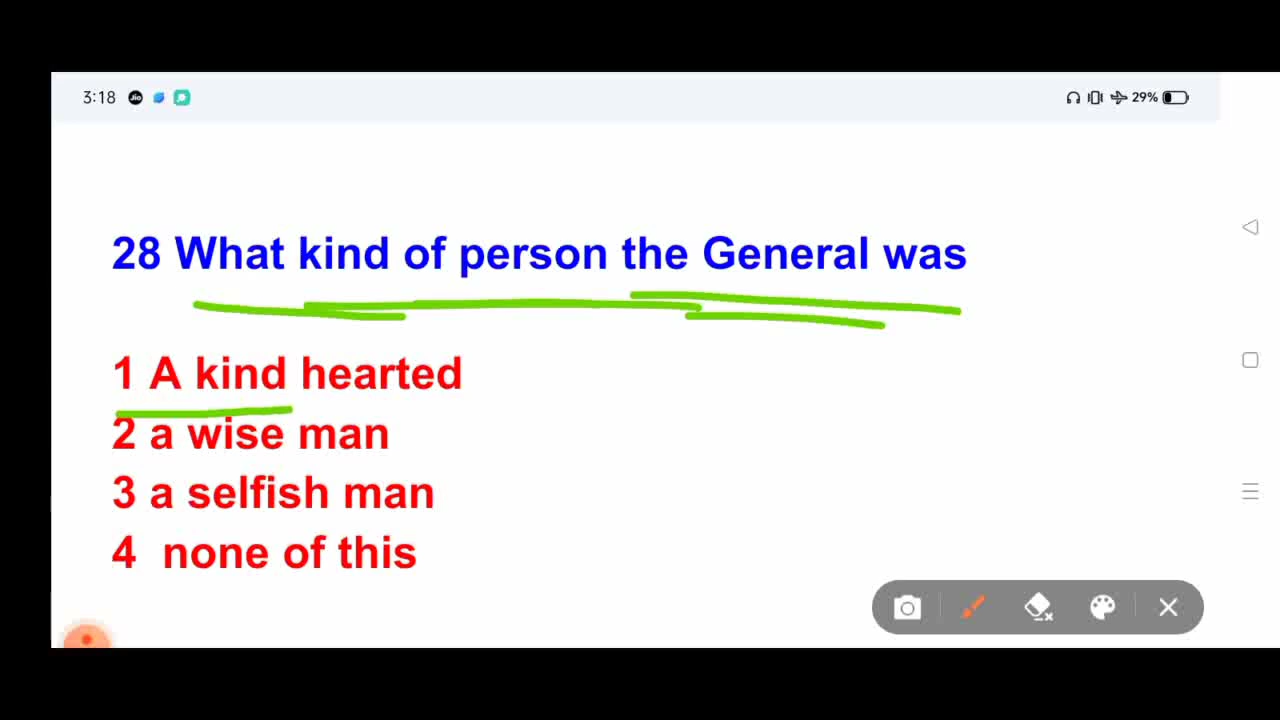 3:18 Jio 29%
28 What kind of person the General was
1 A kind hearted
2 a wise man
3 a selfish man
4 none of this